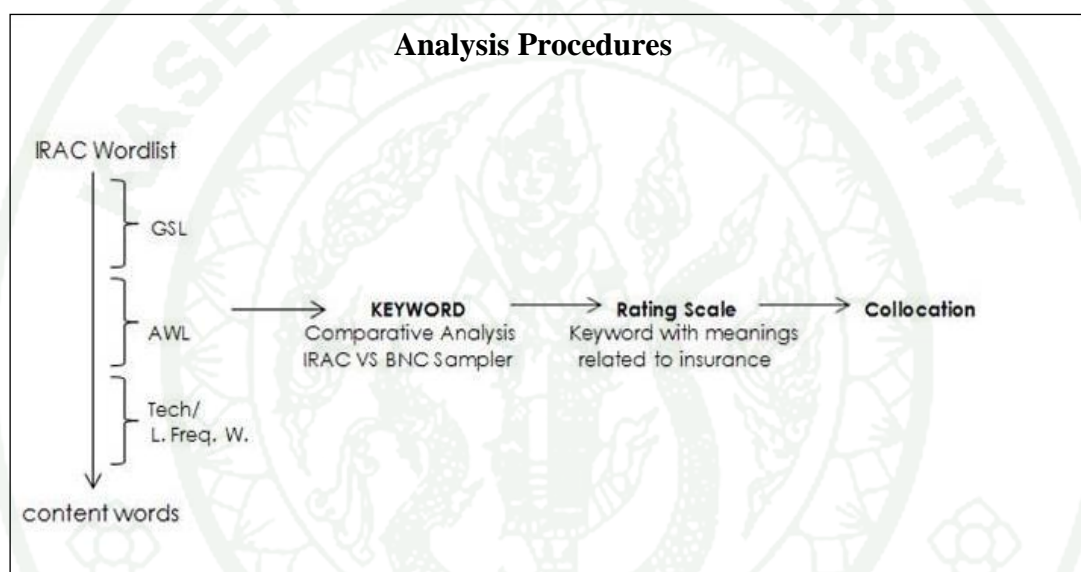 Analysis Procedures
IRAC Wordlist
GSL
AWL
Tech/
L. Freq. W.
content words
KEYWORD
Comparative Analysis
IRAC VS BNC Sampler
Rating Scale
Keyword with meanings
related to insurance
Collocation